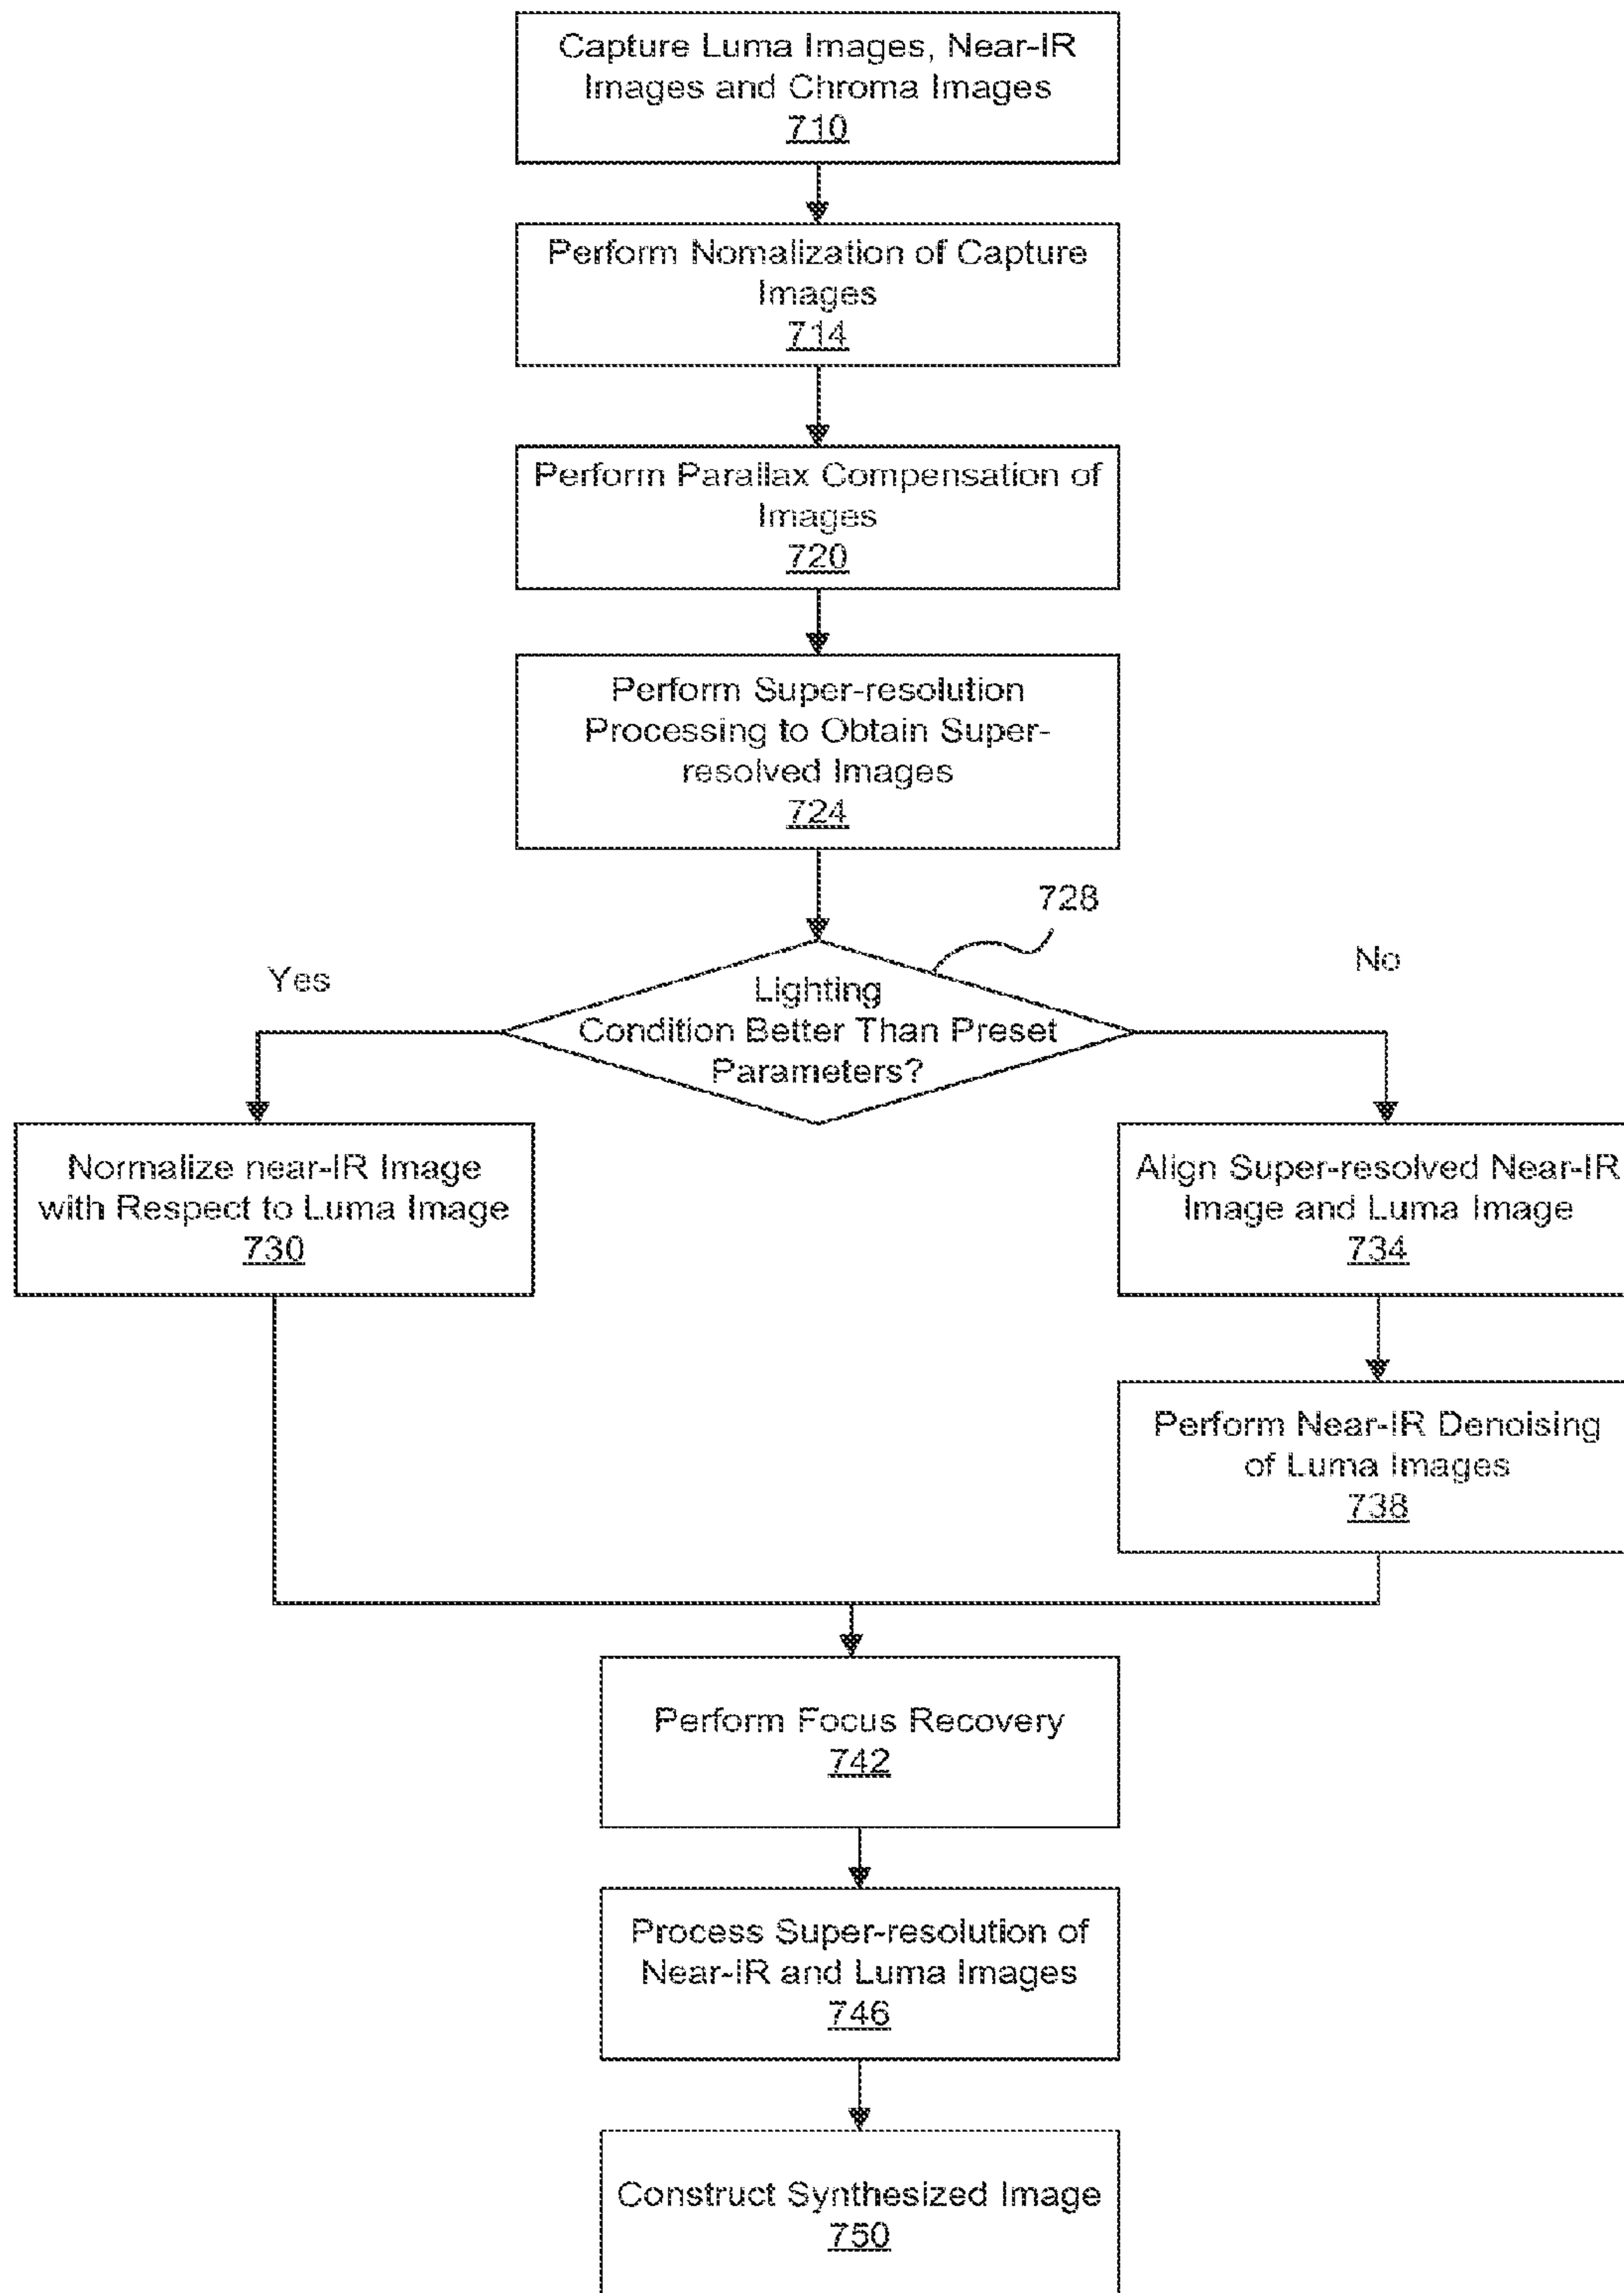 Capture Luma Images, Near-IR
Images and Chroma Images
710
Perform Nomalization of Capture
Images
714
Perform Parallax Compensation of
Images
720
Perform Super-resolution
Processing to Obtain Super-
resolved Images
724
728
Yes
No
Lighting
Condition Better Than Preset
Parameters?
Normalize near-IR Image
with Respect to Luma Image
730
Align Super-resolved Near-IR
Image and Luma Image
734
Perform Near-IR Denoising
of Luma Images
738
Perform Focus Recovery
742
Process Super-resolution of
Near-IR and Luma Images
746
Construct Synthesized Image
750